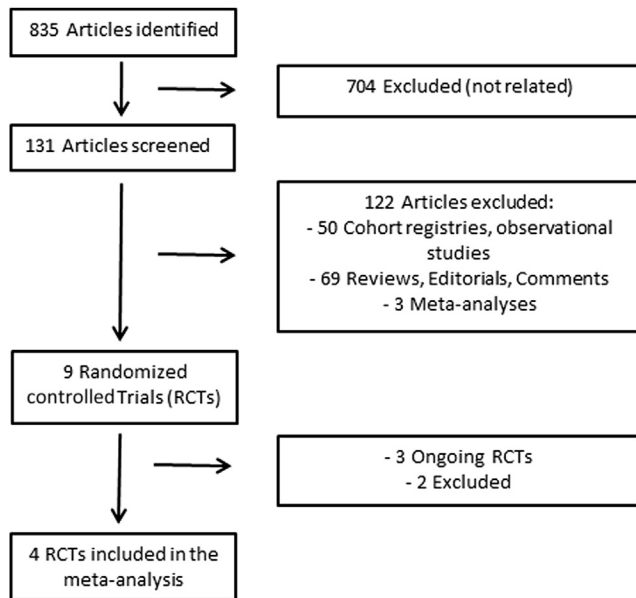 835 Articles identified
704 Excluded (not related)
131 Articles screened
122 Articles excluded:
- 50 Cohort registries, observational
studies
- 69 Reviews, Editorials, Comments
- 3 Meta-analyses
9 Randomized
controlled Trials (RCTs)
- 3 Ongoing RCTs
- 2 Excluded
4 RCTs included in the
meta-analysis